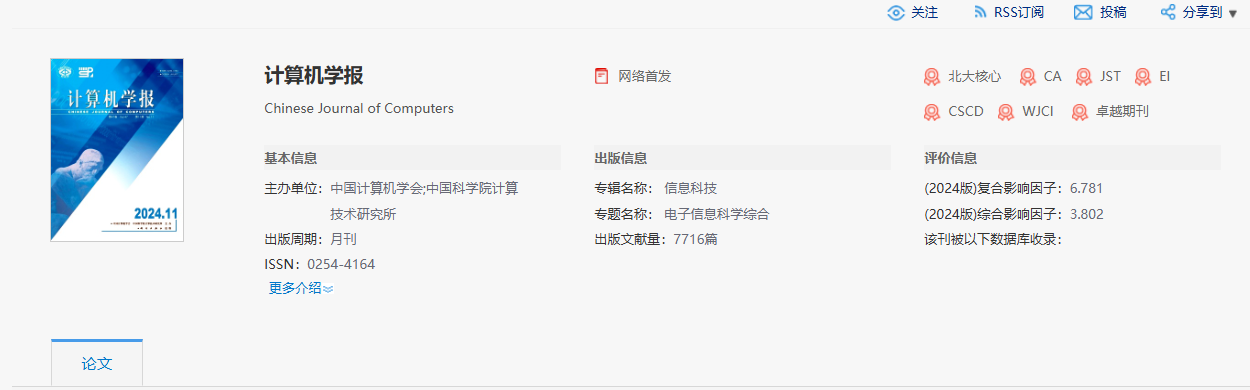 关注 RSS订阅 投稿 分享到
计算机学报
CHINESE JOURNAL OF COMPUTERS
2024.11
计算机学报
Chinese Journal of Computers
网络首发
北大核心 CA JST EI
CSCD WJCI 卓越期刊
基本信息
主办单位：中国计算机学会;中国科学院计算
技术研究所
出版周期：月刊
ISSN：0254-4164
更多介绍
出版信息
专辑名称： 信息科技
专题名称： 电子信息科学综合
出版文献量：7716篇
评价信息
(2024版)复合影响因子：6.781
(2024版)综合影响因子：3.802
该刊被以下数据库收录：
论文